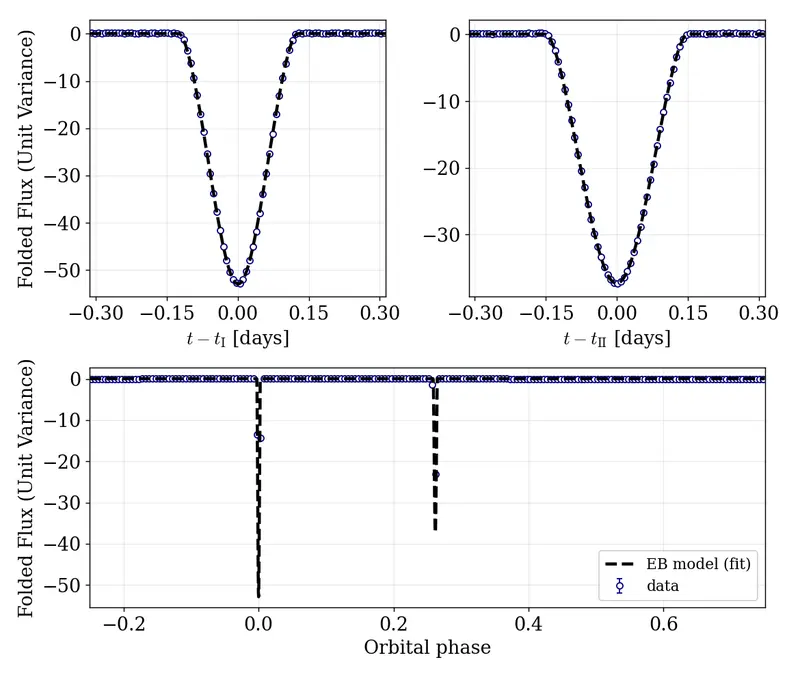 Folded Flux (Unit Variance)
0
−10
−20
−30
−40
−50
−0.30 −0.15 0.00 0.15 0.30
t − tI [days]
0
−10
−20
−30
−0.30 −0.15 0.00 0.15 0.30
t − tII [days]
Folded Flux (Unit Variance)
0
−10
−20
−30
−40
−50
−0.2 0.0 0.2 0.4 0.6
Orbital phase
EB model (fit)
data